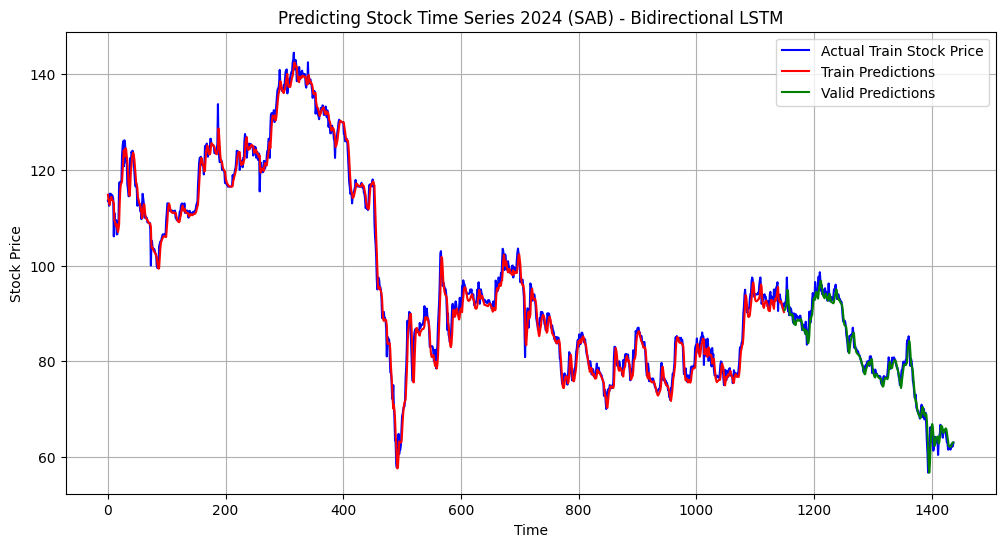 Predicting Stock Time Series 2024 (SAB) - Bidirectional LSTM
Actual Train Stock Price
Train Predictions
Valid Predictions
Stock Price
140
120
100
80
60
0 200 400 600 800 1000 1200 1400
Time